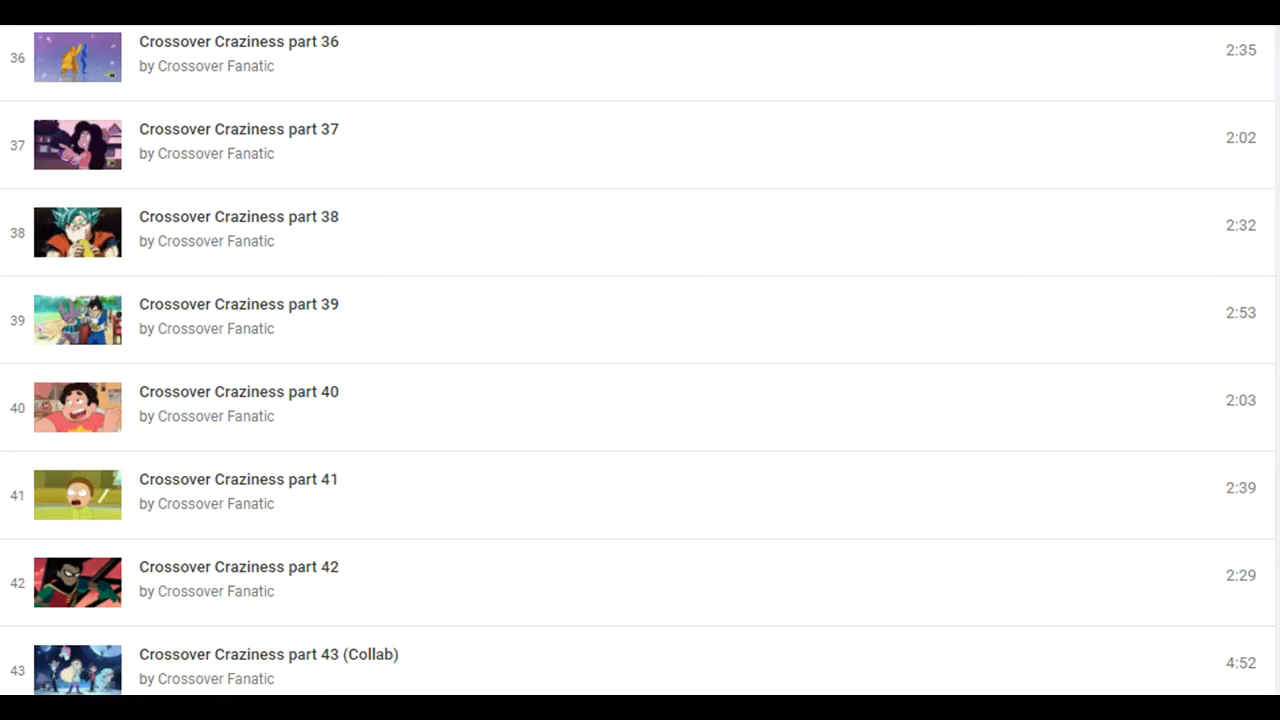 Crossover Craziness part 36
36
2:35
by Crossover Fanatic
Crossover Craziness part 37
37
2:02
by Crossover Fanatic
Crossover Craziness part 38
38
2:32
by Crossover Fanatic
Crossover Craziness part 39
39
2:53
by Crossover Fanatic
Crossover Craziness part 40
40
2:03
by Crossover Fanatic
Crossover Craziness part 41
41
2:39
by Crossover Fanatic
Crossover Craziness part 42
42
2:29
by Crossover Fanatic
Crossover Craziness part 43 (Collab)
43
4:52
by Crossover Fanatic